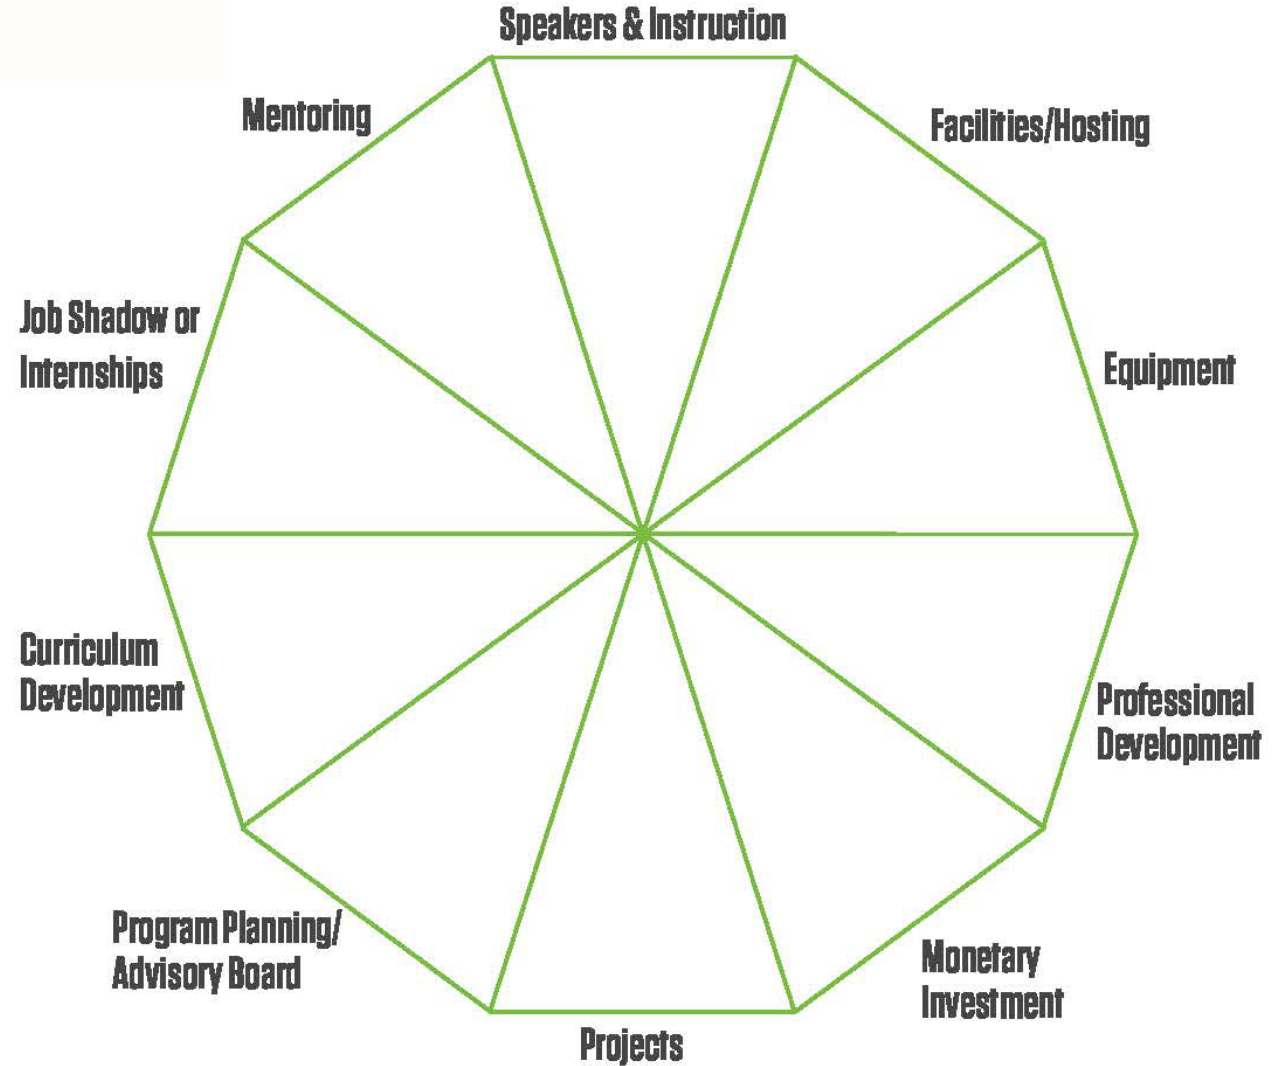 Speakers & Instruction
Mentoring
Facilities/Hosting
Job Shadow or
Internships
Equipment
Curriculum
Development
Professional
Development
Program Planning/
Advisory Board
Monetary
Investment
Projects